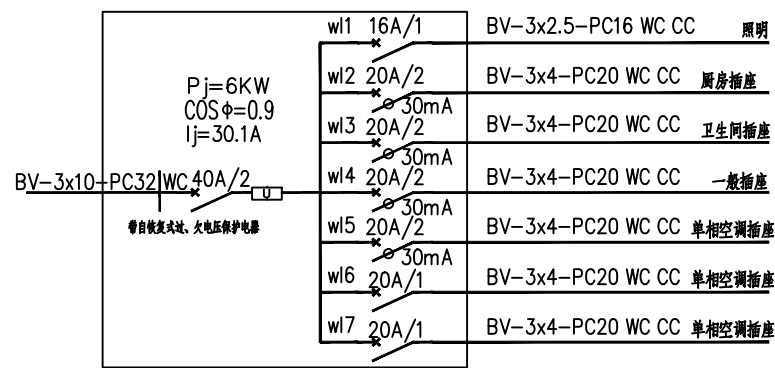 wl1 16A/1 BV-3x2.5-PC16 WC CC 照明
wl2 20A/2 BV-3x4-PC20 WC CC 厨房插座
30mA
wl3 20A/2 BV-3x4-PC20 WC CC 卫生间插座
30mA
wl4 20A/2 BV-3x4-PC20 WC CC 一般插座
30mA
wl5 20A/2 BV-3x4-PC20 WC CC 单相空调插座
30mA
wl6 20A/1 BV-3x4-PC20 WC CC 单相空调插座
wl7 20A/1 BV-3x4-PC20 WC CC 单相空调插座
Pj=6KW
COSΦ=0.9
Ij=30.1A
BV-3x10-PC32 WC 40A/2 U
带自恢复式过、欠电压保护电器